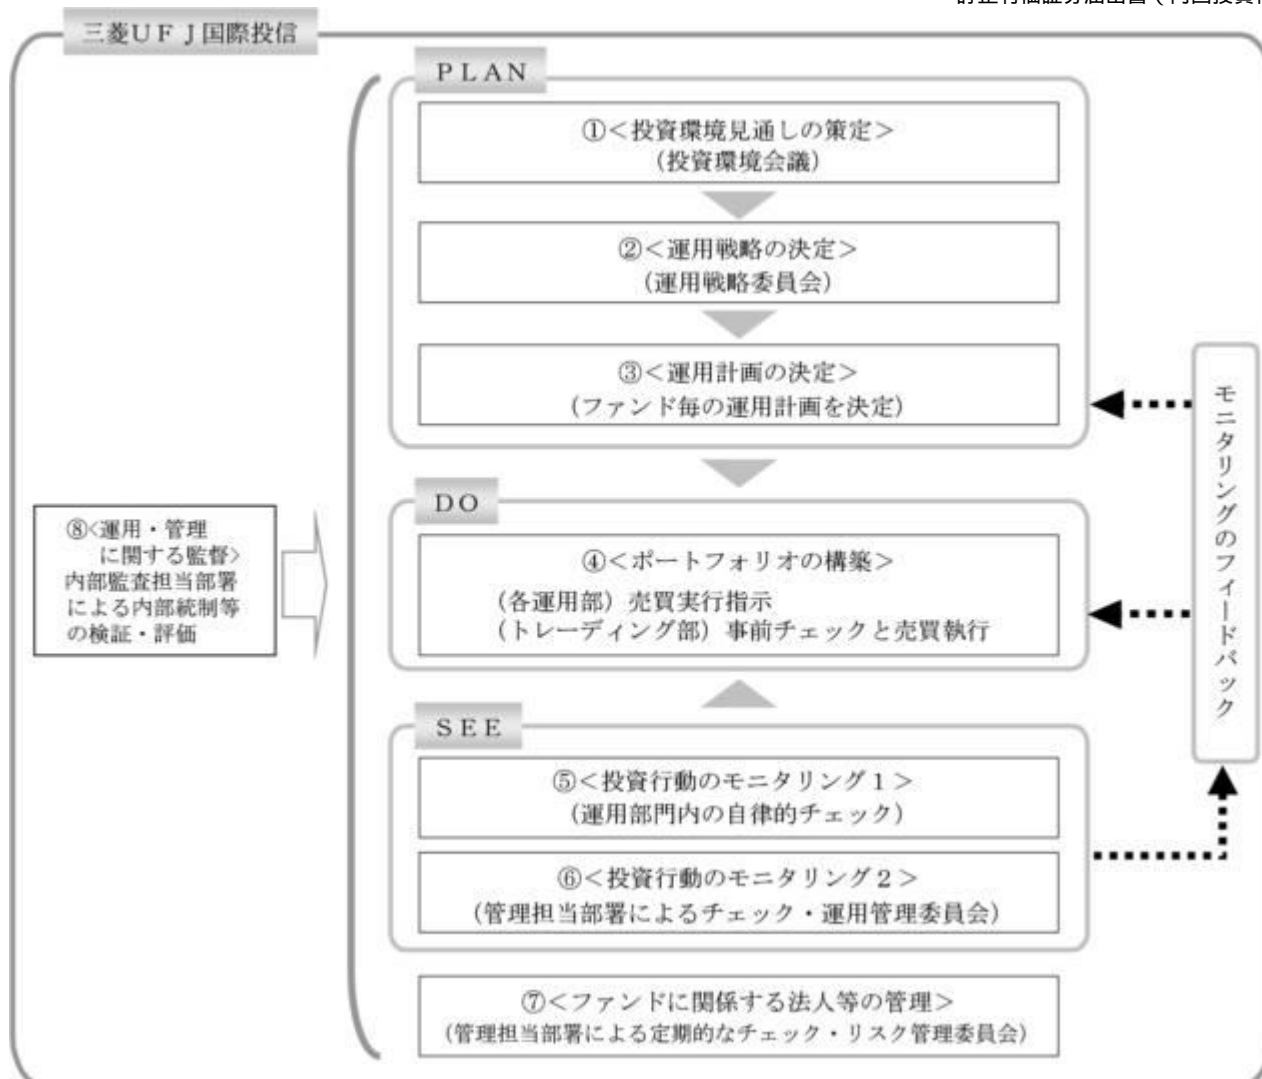 三菱ＵＦＪ国際投信
ＰＬＡＮ
①＜投資環境見通しの策定＞
（投資環境会議）
②＜運用戦略の決定＞
（運用戦略委員会）
③＜運用計画の決定＞
（ファンド毎の運用計画を決定）
ＤＯ
④＜ポートフォリオの構築＞
（各運用部）売買実行指示
（トレーディング部）事前チェックと売買執行
ＳＥＥ
⑤＜投資行動のモニタリング１＞
（運用部門内の自律的チェック）
⑥＜投資行動のモニタリング２＞
（管理担当部署によるチェック・運用管理委員会）
⑦＜ファンドに関係する法人等の管理＞
（管理担当部署による定期的なチェック・リスク管理委員会）
⑧<運用・管理
に関する監督>
内部監査担当部署
による内部統制等
の検証・評価
モニタリングのフィードバック